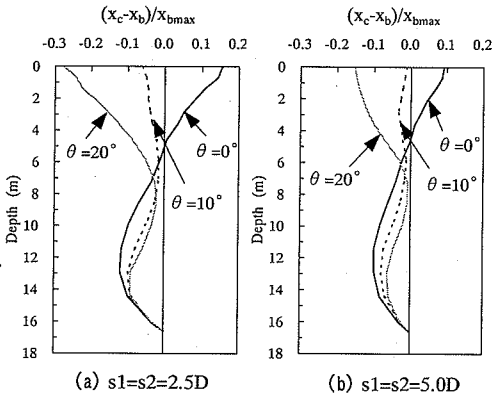 (xc-xb)/xbmax
-0.3 -0.2 -0.1 0.0 0.1 0.2
0
2
4
6
8
10
12
14
16
18
Depth (m)
θ=20°
θ=0°
θ=10°
(a) s1=s2=2.5D
(xc-xb)/xbmax
-0.3 -0.2 -0.1 0.0 0.1 0.2
0
2
4
6
8
10
12
14
16
18
Depth (m)
θ=20°
θ=0°
θ=10°
(b) s1=s2=5.0D